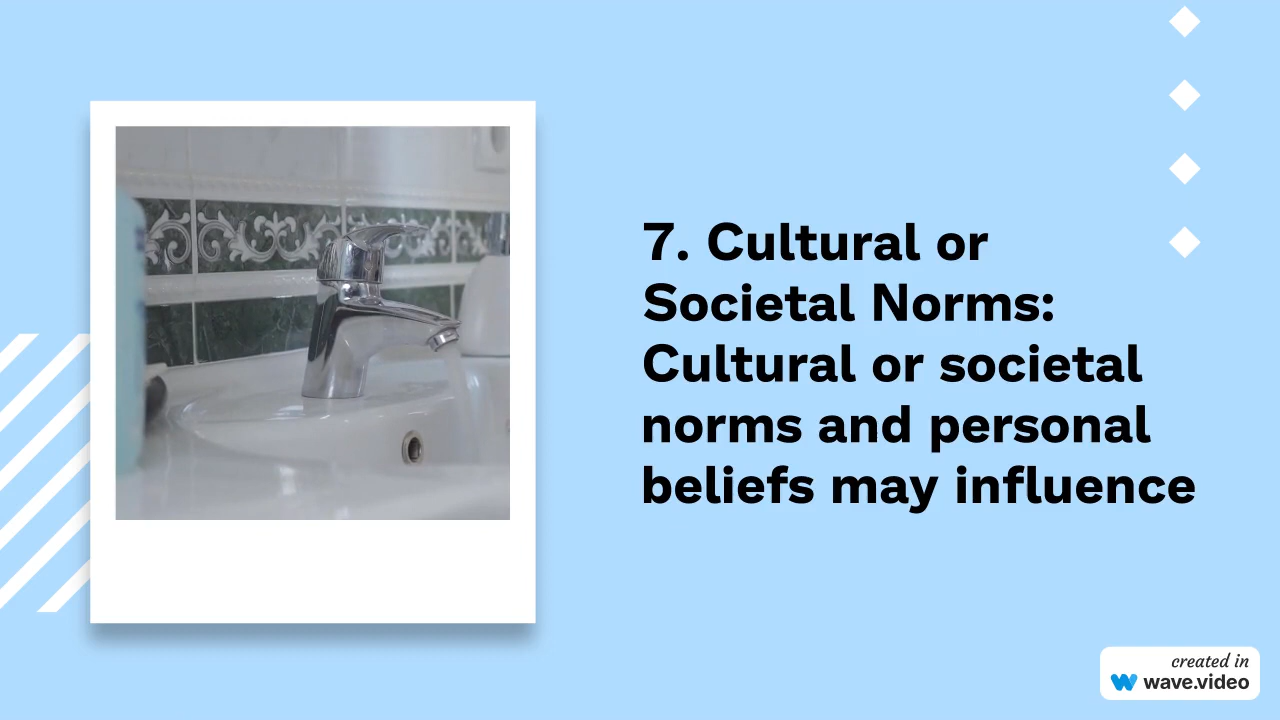 7. Cultural or
Societal Norms:
Cultural or societal
norms and personal
beliefs may influence
created in
wave.video